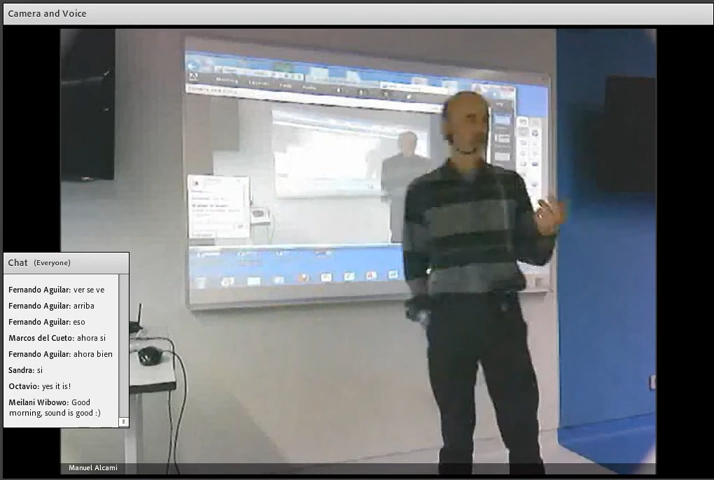 Camera and Voice
Chat (Everyone)
Fernando Aguilar: ver se ve
Fernando Aguilar: arriba
Fernando Aguilar: eso
Marcos del Cueto: ahora si
Fernando Aguilar: ahora bien
Sandra: si
Octavio: yes it is!
Meilani Wibowo: Good
morning, sound is good :)
Manuel Alcamí